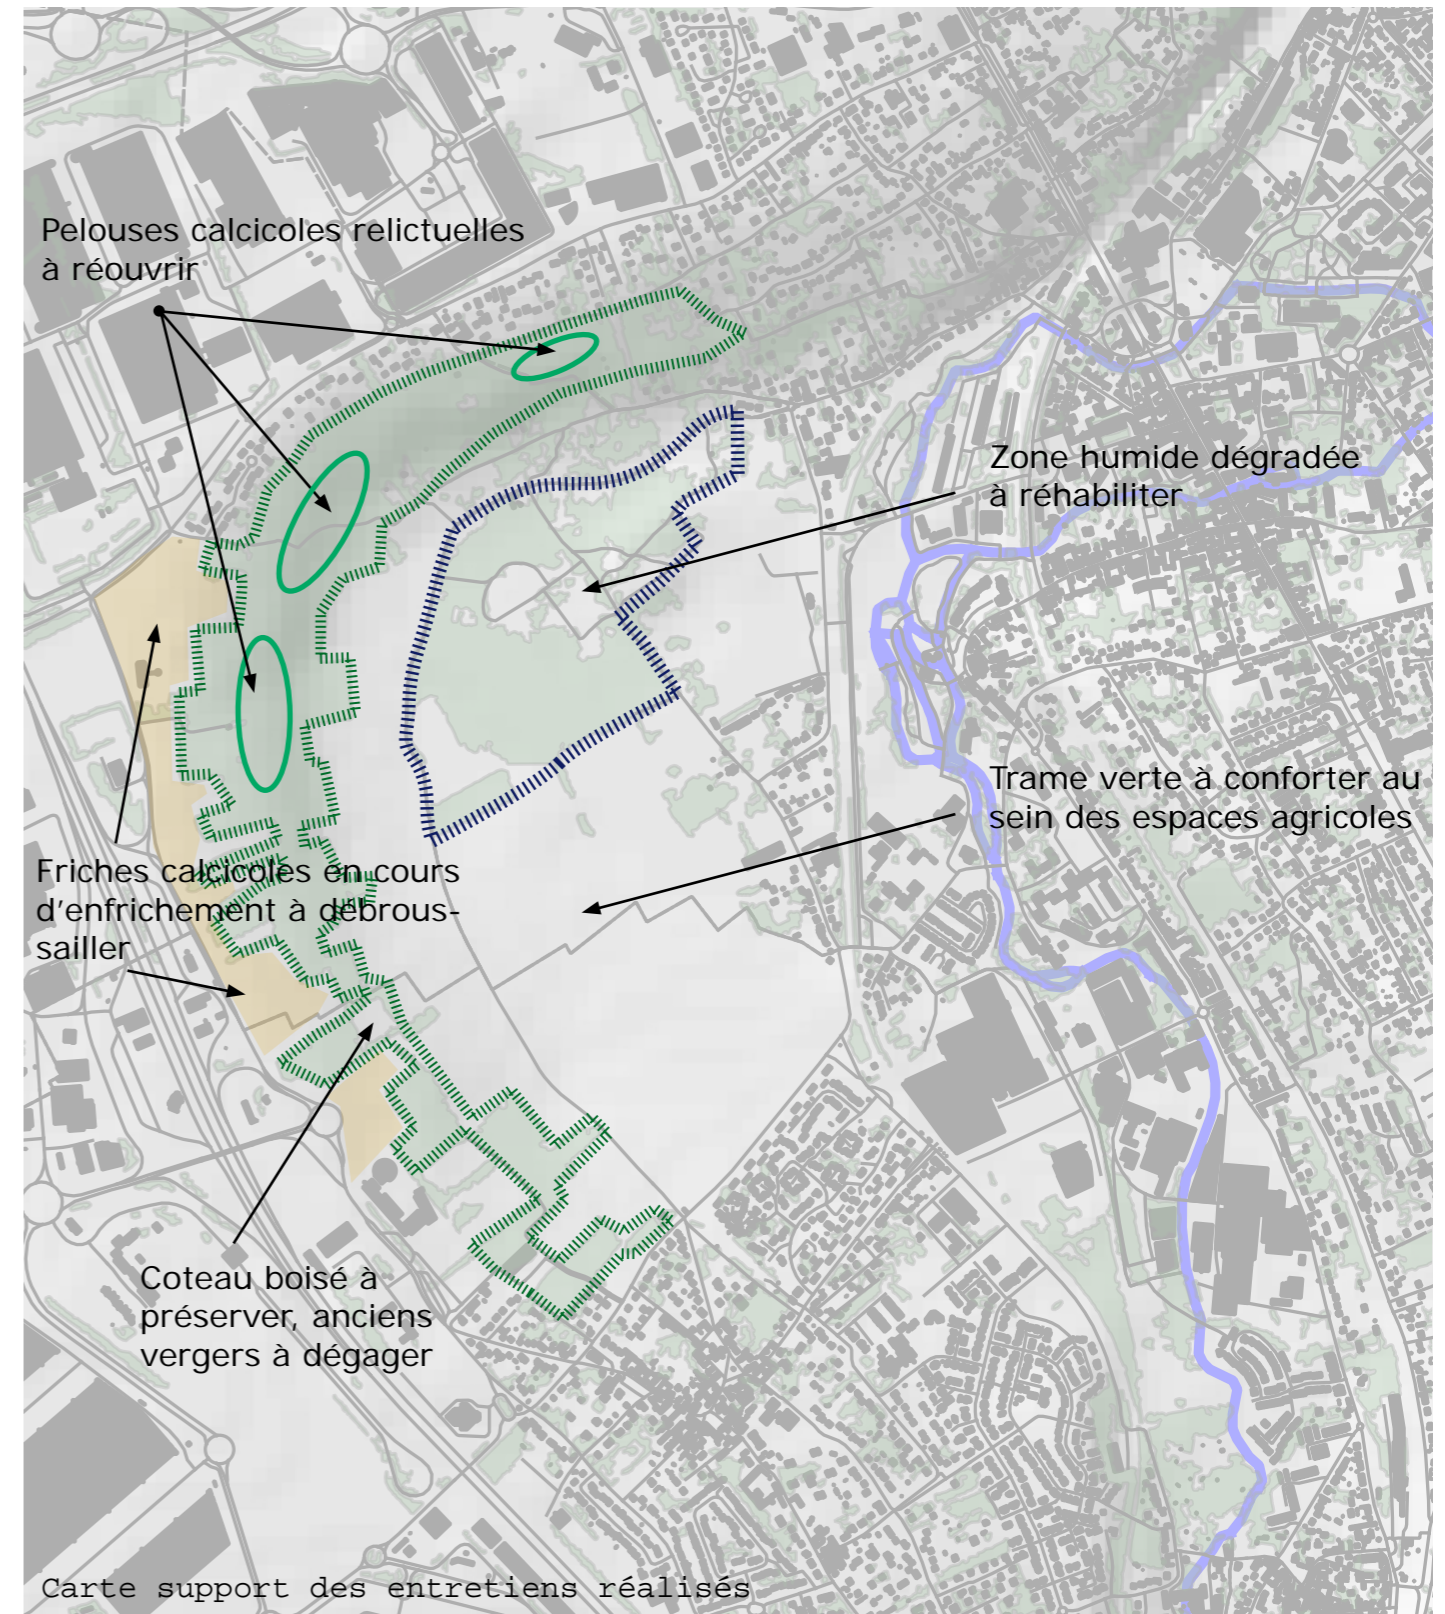 Pelouses calcicoles relictuelles
à réouvrir
Zone humide dégradée
à réhabiliter
Trame verte à conforter au
sein des espaces agricoles
Friches calcicoles en cours
d'enfrichement à débrous-
sailler
Coteau boisé à
préserver, anciens
vergers à dégager
Carte support des entretiens réalisés